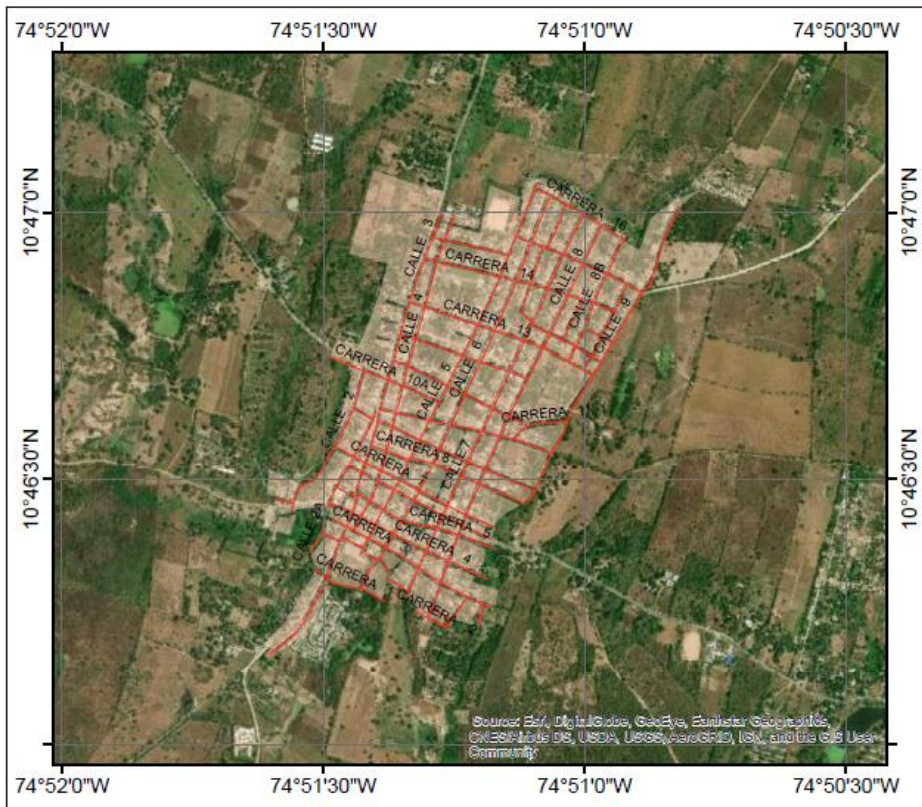 74°52'0"W 74°51'30"W 74°51'0"W 74°50'30"W
10°47'0"N
10°46'30"N
10°47'0"N
10°46'30"N
CARRERA 16
CALLE 3
CARRERA 14
CALLE 8
CALLE 8B
CALLE 4
CARRERA 13
CALLE 9
CALLE 6
CARRERA 10A
CALLE 5
CARRERA 11
CALLE 2
CARRERA 8
CALLE 7
CARRERA
CARRERA 5
CARRERA 3
CARRERA 4
CALLE
CARRERA
CARRERA 2
Source: Esri, DigitalGlobe, GeoEye, Earthstar Geographics,
CNES/Airbus DS, USDA, USGS, AeroGRID, IGN, and the GIS User
Community
74°52'0"W 74°51'30"W 74°51'0"W 74°50'30"W